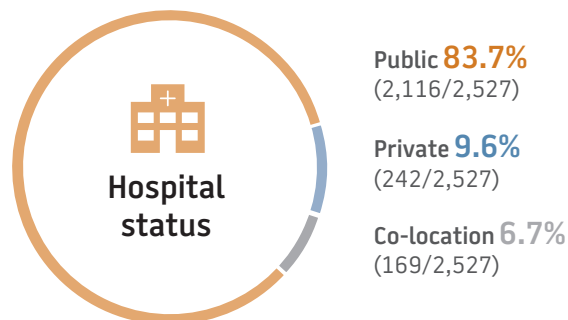 Hospital
status
Public 83.7%
(2,116/2,527)
Private 9.6%
(242/2,527)
Co-location 6.7%
(169/2,527)